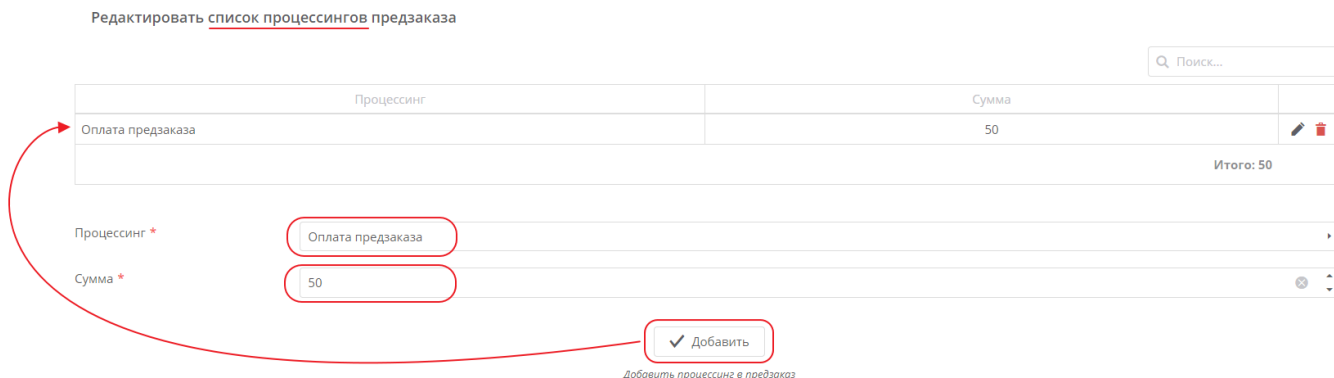 Редактировать список процессингов предзаказа
Поиск...
Процессинг Сумма
Оплата предзаказа 50
Итого: 50
Процессинг * Оплата предзаказа
Сумма * 50
Добавить
Добавить процессинг в предзаказ